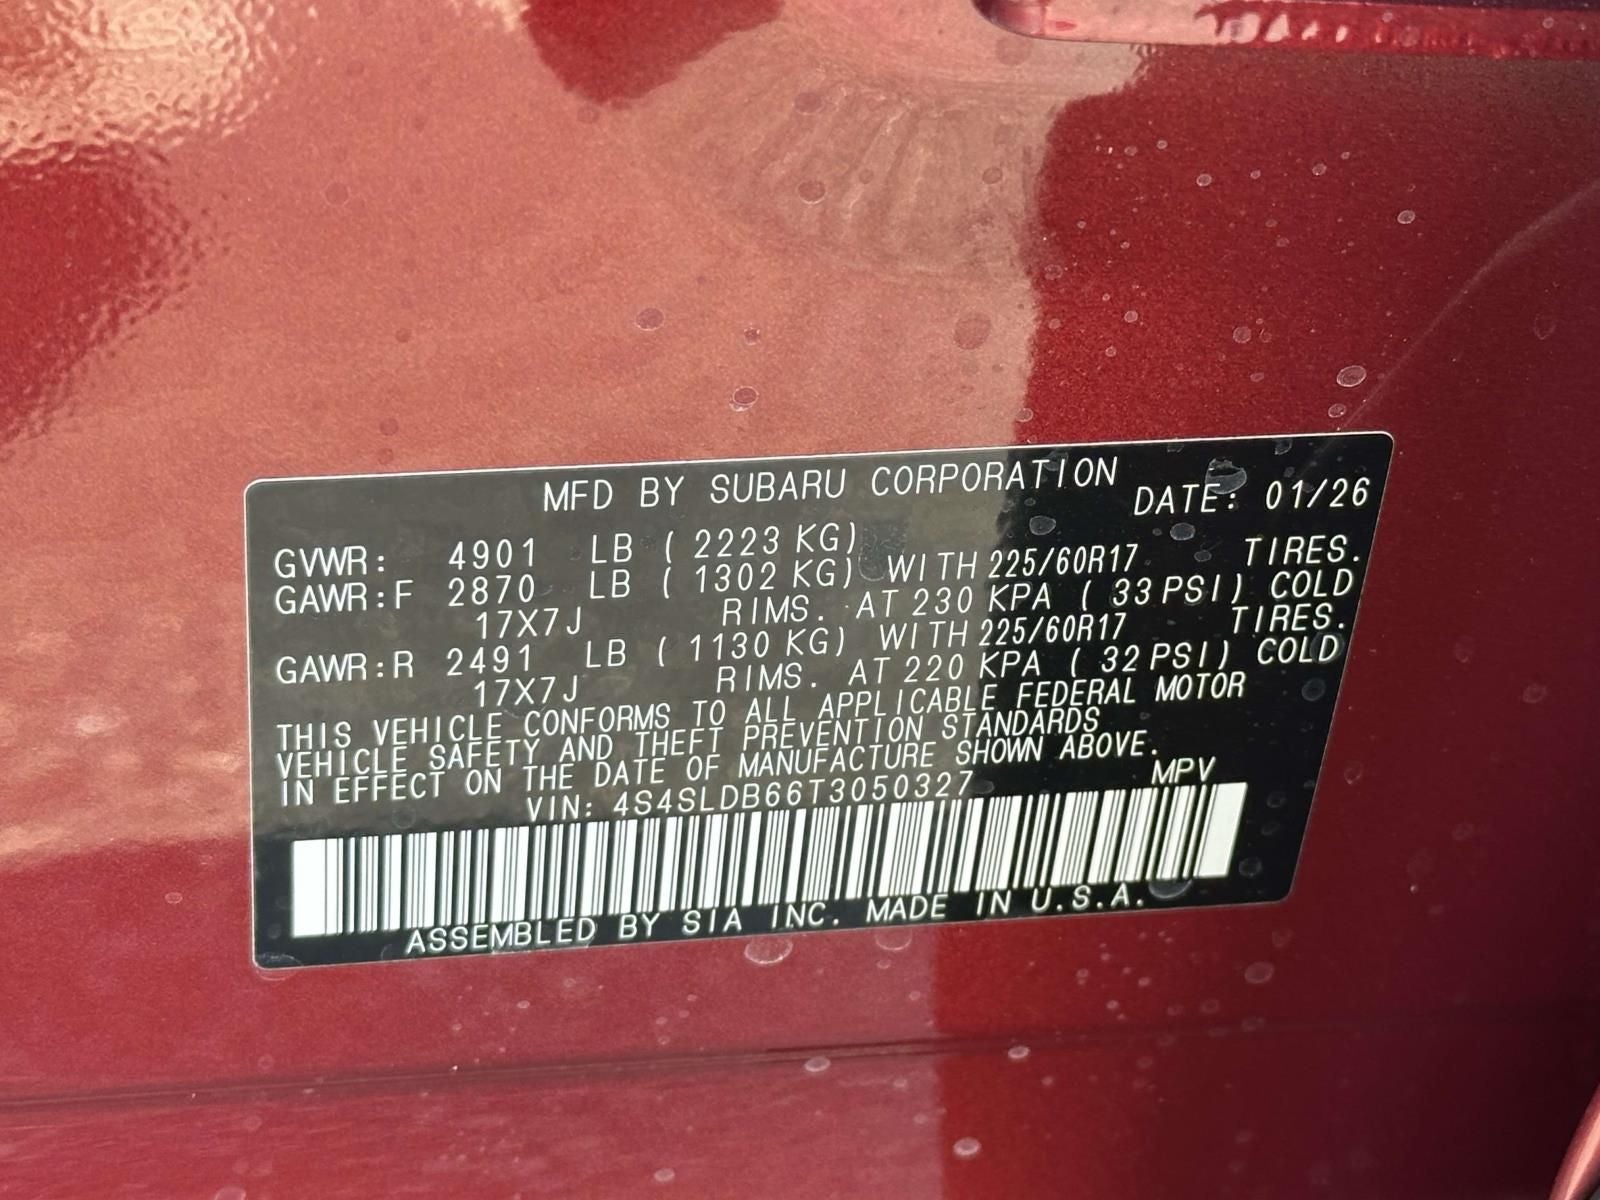 MFD BY SUBARU CORPORATION DATE: 01/26
GVWR: 4901 LB ( 2223 KG)
GAWR:F 2870 LB ( 1302 KG) WITH 225/60R17 TIRES.
17X7J RIMS. AT 230 KPA ( 33 PSI) COLD
GAWR:R 2491 LB ( 1130 KG) WITH 225/60R17 TIRES.
17X7J RIMS. AT 220 KPA ( 32 PSI) COLD
THIS VEHICLE CONFORMS TO ALL APPLICABLE FEDERAL MOTOR
VEHICLE SAFETY AND THEFT PREVENTION STANDARDS
IN EFFECT ON THE DATE OF MANUFACTURE SHOWN ABOVE.
VIN: 4S4SLDB66T3050327 MPV
ASSEMBLED BY SIA INC. MADE IN U.S.A.